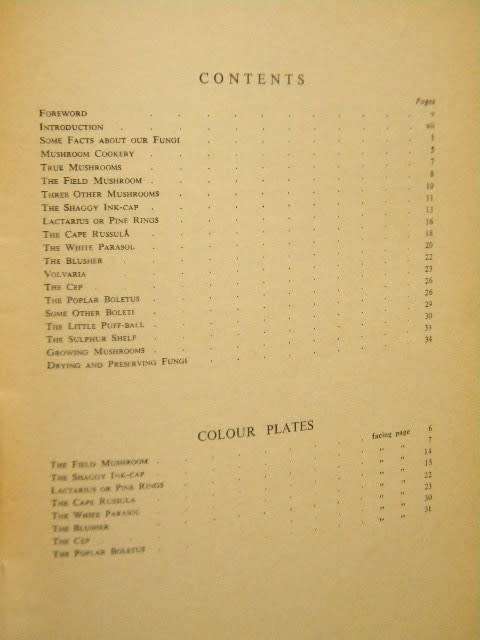 CONTENTS
Pages
FOREWORD . . . . . . . . . . v
INTRODUCTION . . . . . . . . . . vii
SOME FACTS ABOUT OUR FUNGI . . . . . . . . 1
MUSHROOM COOKERY . . . . . . . . . 5
TRUE MUSHROOMS . . . . . . . . . 7
THE FIELD MUSHROOM . . . . . . . . . 8
THREE OTHER MUSHROOMS . . . . . . . . . 10
THE SHAGGY INK-CAP . . . . . . . . . 11
LACTARIUS OR PINE RINGS . . . . . . . . . 13
THE CAPE RUSSULA . . . . . . . . . 16
THE WHITE PARASOL . . . . . . . . . 18
THE BLUSHER . . . . . . . . . 20
VOLVARIA . . . . . . . . . 22
THE CEP . . . . . . . . . 23
THE POPLAR BOLETUS . . . . . . . . . 26
SOME OTHER BOLETI . . . . . . . . . 26
THE LITTLE PUFF-BALL . . . . . . . . . 29
THE SULPHUR SHELF . . . . . . . . . 30
GROWING MUSHROOMS . . . . . . . . . 33
DRYING AND PRESERVING FUNGI . . . . . . . . 34
COLOUR PLATES
THE FIELD MUSHROOM . . . . . . facing page 6
THE SHAGGY INK-CAP . . . . . . " " 7
LACTARIUS OR PINE RINGS . . . . . . " " 14
THE CAPE RUSSULA . . . . . . " " 15
THE WHITE PARASOL . . . . . . " " 22
THE BLUSHER . . . . . . " " 23
THE CEP . . . . . . " " 30
THE POPLAR BOLETUS . . . . . . " " 31